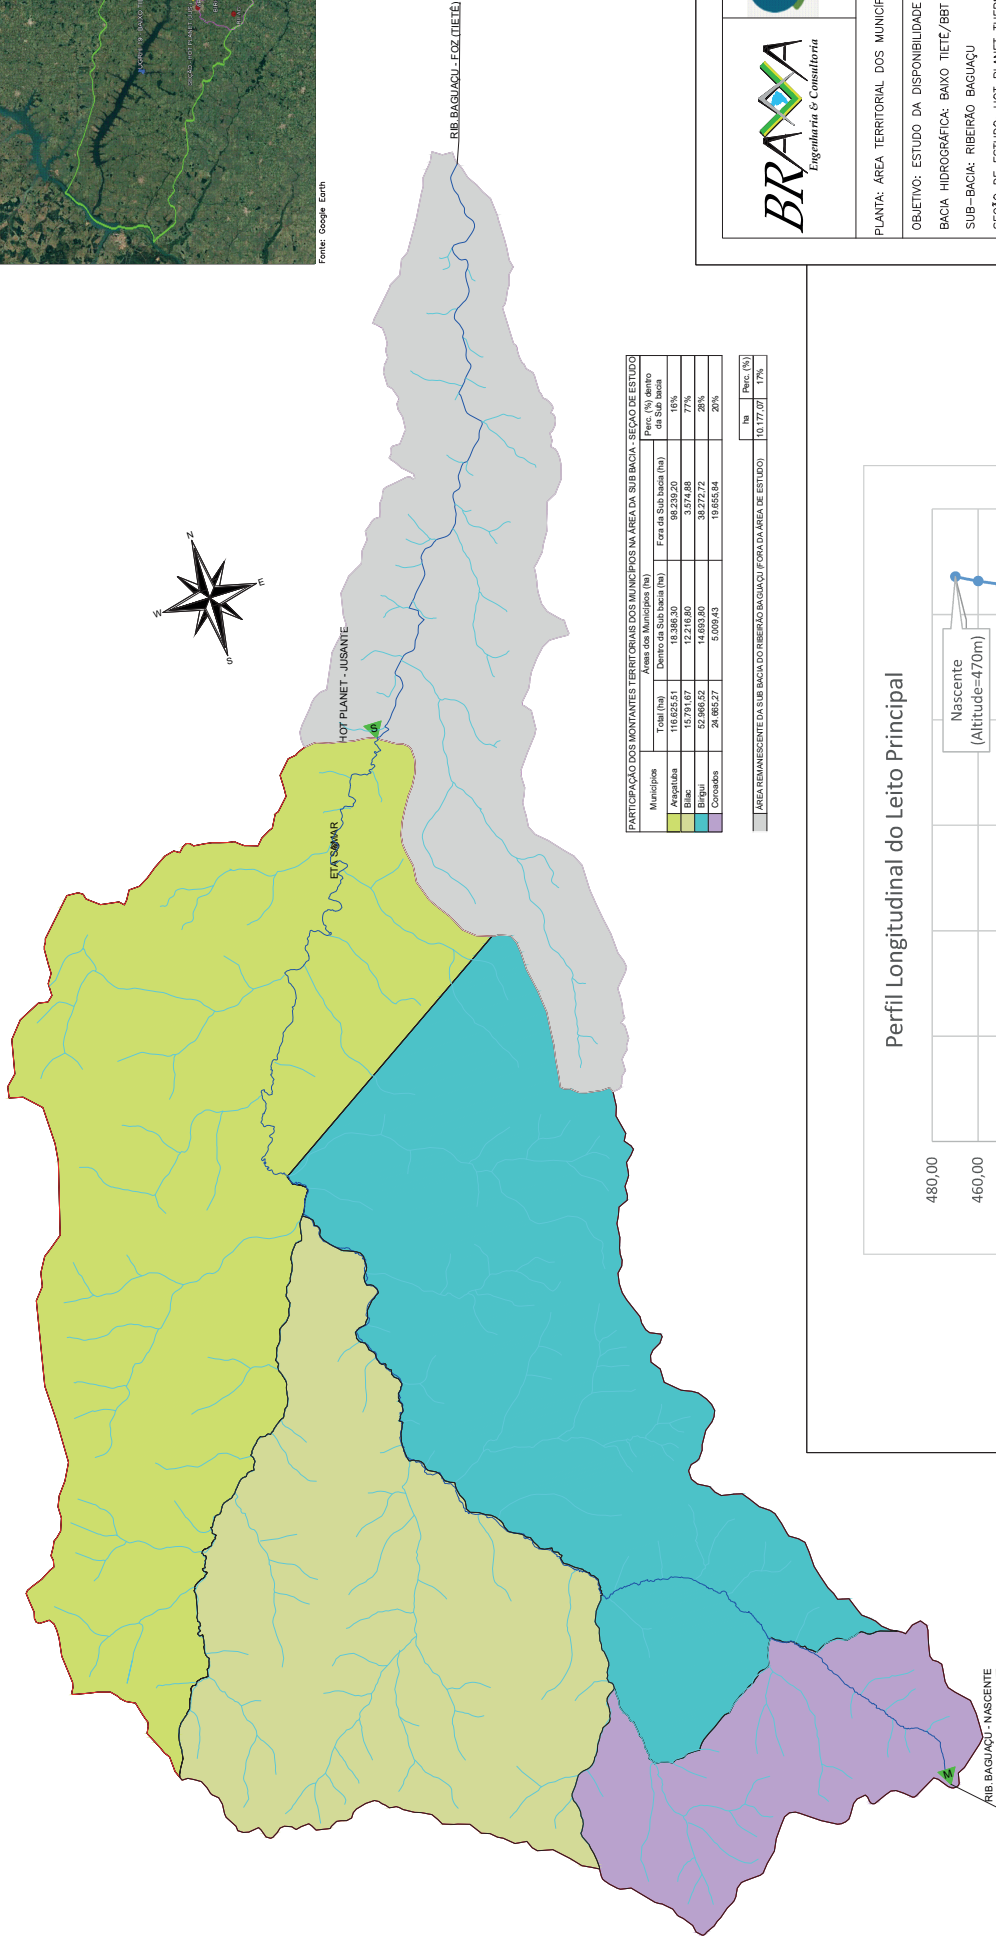 Fonte: Google Earth
RIB. BAGUAÇU - FOZ (TIETÊ)
N
W
E
S
HOT PLANET - JUSANTE
S
ETA SAMAR
M
RIB. BAGUAÇU - NASCENTE
PARTICIPAÇÃO DOS MONTANTES TERRITORIAIS DOS MUNICÍPIOS NA ÁREA DA SUB BACIA - SEÇAO DE ESTUDO
Municípios
Áreas dos Municípios (ha)
Perc. (%) dentro
da Sub bacia
Total (ha) Dentro da Sub bacia (ha) Fora da Sub bacia (ha)
Araçatuba 116.625,51 18.386,30 98.239,20 16%
Bilac 15.791,67 12.216,80 3.574,88 77%
Birigui 52.966,52 14.693,80 38.272,72 28%
Coroados 24.665,27 5.009,43 19.655,84 20%
ha Perc. (%)
ÁREA REMANESCENTE DA SUB BACIA DO RIBEIRÃO BAGUAÇU (FORA DA ÁREA DE ESTUDO) 10.177,07 17%
BRAMA
Engenharia & Consultoria
PLANTA: ÁREA TERRITORIAL DOS MUNICÍP
OBJETIVO: ESTUDO DA DISPONIBILIDADE
BACIA HIDROGRÁFICA: BAIXO TIETÊ/BBT
SUB-BACIA: RIBEIRÃO BAGUAÇU
Perfil Longitudinal do Leito Principal
480,00
460,00
Nascente
(Altitude=470m)